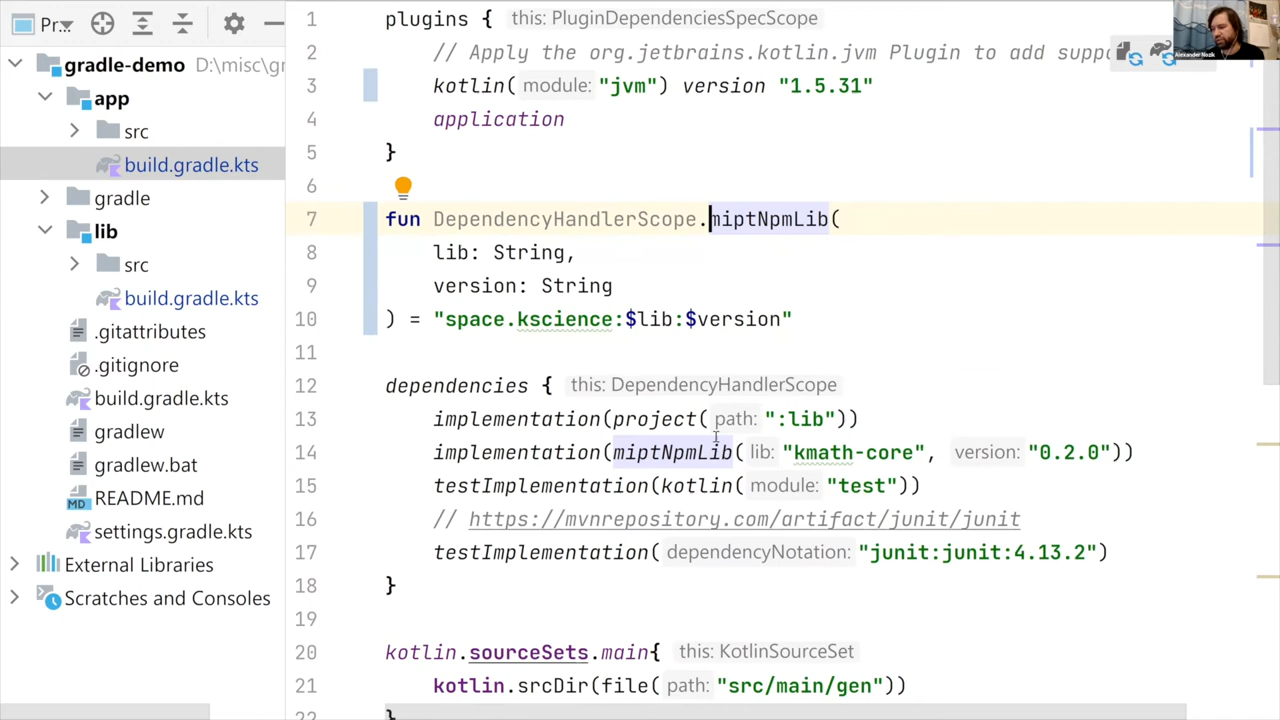 Pr...
gradle-demo D:\misc\gr
app
src
build.gradle.kts
gradle
lib
src
build.gradle.kts
.gitattributes
.gitignore
build.gradle.kts
gradlew
gradlew.bat
MD README.md
settings.gradle.kts
External Libraries
Scratches and Consoles
1 plugins { this: PluginDependenciesSpecScope
2 // Apply the org.jetbrains.kotlin.jvm Plugin to add suppo
3 kotlin( module: "jvm") version "1.5.31"
4 application
5 }
6
7 fun DependencyHandlerScope.miptNpmLib(
8 lib: String,
9 version: String
10 ) = "space.kscience:$lib:$version"
11
12 dependencies { this: DependencyHandlerScope
13 implementation(project( path: ":lib"))
14 implementation(miptNpmLib( lib: "kmath-core", version: "0.2.0"))
15 testImplementation(kotlin( module: "test"))
16 // https://mvnrepository.com/artifact/junit/junit
17 testImplementation( dependencyNotation: "junit:junit:4.13.2")
18 }
19
20 kotlin.sourceSets.main{ this: KotlinSourceSet
21 kotlin.srcDir(file( path: "src/main/gen"))
22 }
Alexander Nozik